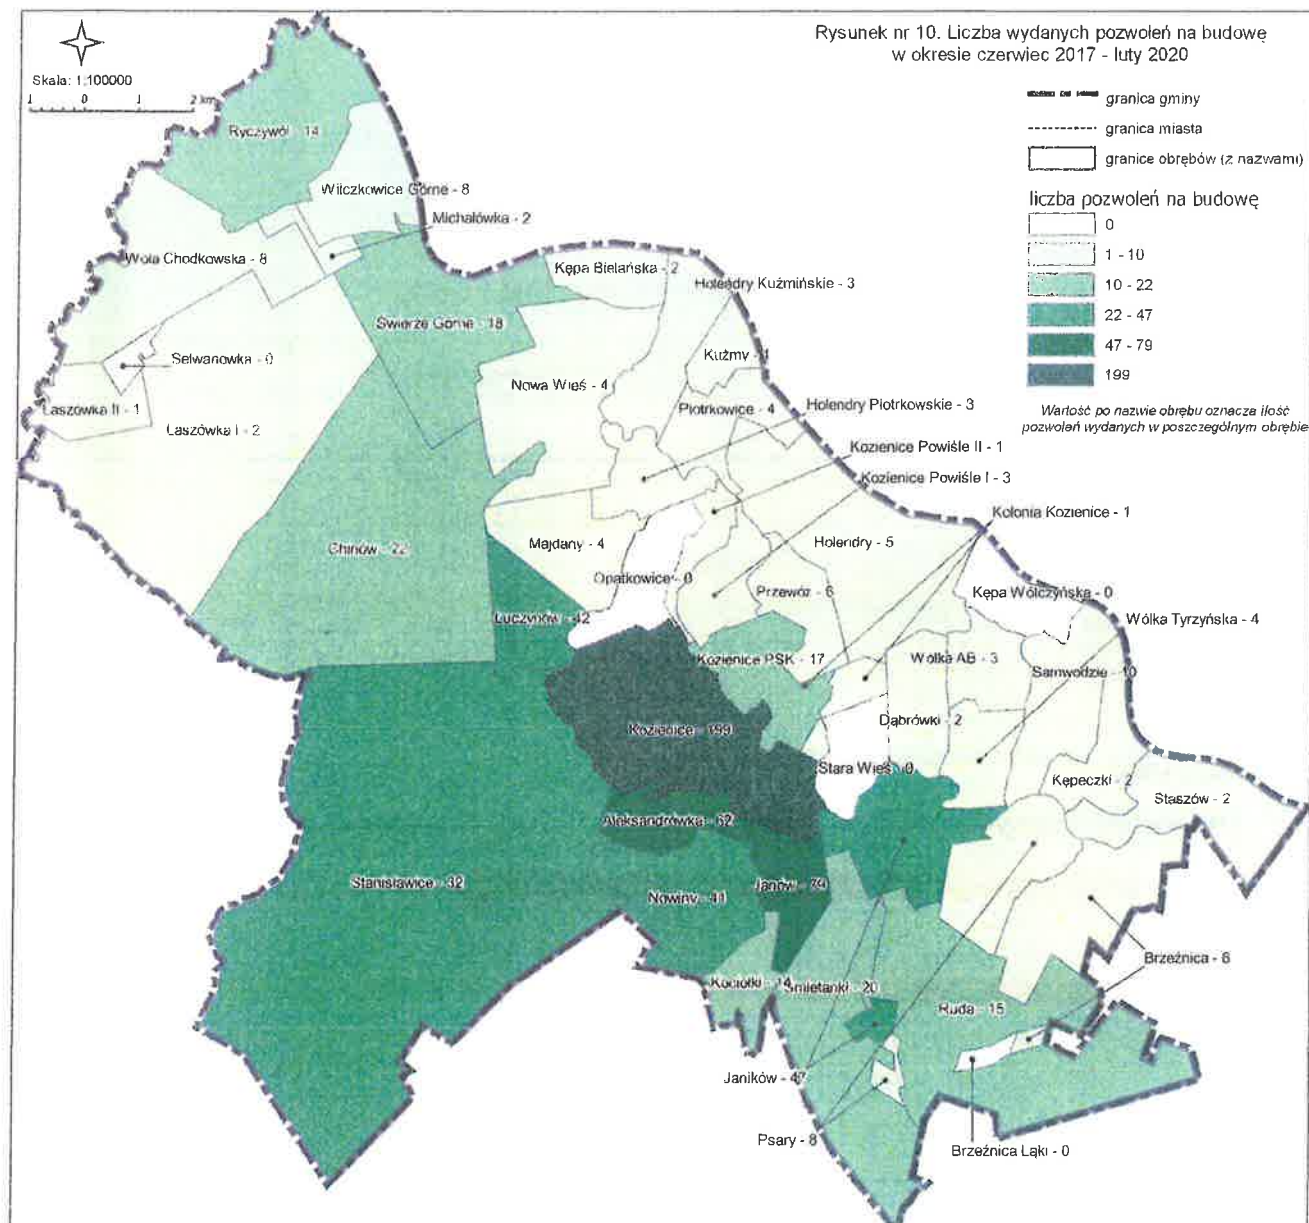 Rysunek nr 10. Liczba wydanych pozwoleń na budowę
w okresie czerwiec 2017 - luty 2020
Skala: 1:100000
1 0 1 2 km
granica gminy
granica miasta
granice obrębów (z nazwami)
liczba pozwoleń na budowę
0
1 - 10
10 - 22
22 - 47
47 - 79
199
Wartość po nazwie obrębu oznacza ilość
pozwoleń wydanych w poszczególnym obrębie
Ryczywół - 14
Wilczkowice Górne - 8
Michałówka - 2
Wola Chodkowska - 8
Kępa Bielańska - 2
Holendry Kuźmińskie - 3
Świerże Górne - 18
Kuźmy - 1
Selwanówka - 0
Nowa Wieś - 4
Łaszówka II - 1
Piotrkowice - 4
Holendry Piotrkowskie - 3
Łaszówka I - 2
Kozienice Powiśle II - 1
Kozienice Powiśle I - 3
Kolonia Kozienice - 1
Chinów - 22
Majdany - 4
Holendry - 5
Opatkowice - 0
Przewóz - 6
Kępa Wólczyńska - 0
Łuczynów - 42
Wólka Tyrzyńska - 4
Kozienice PSK - 17
Wólka AB - 3
Samwodzie - 10
Kozienice - 199
Dąbrówki - 2
Stara Wieś - 0
Kępeczki - 2
Staszów - 2
Aleksandrówka - 62
Stanisławice - 32
Nowiny - 41
Janów - 79
Brzeźnica - 6
Kociołki - 14
Śmietanki - 20
Ruda - 15
Janików - 47
Psary - 8
Brzeźnica Łąki - 0